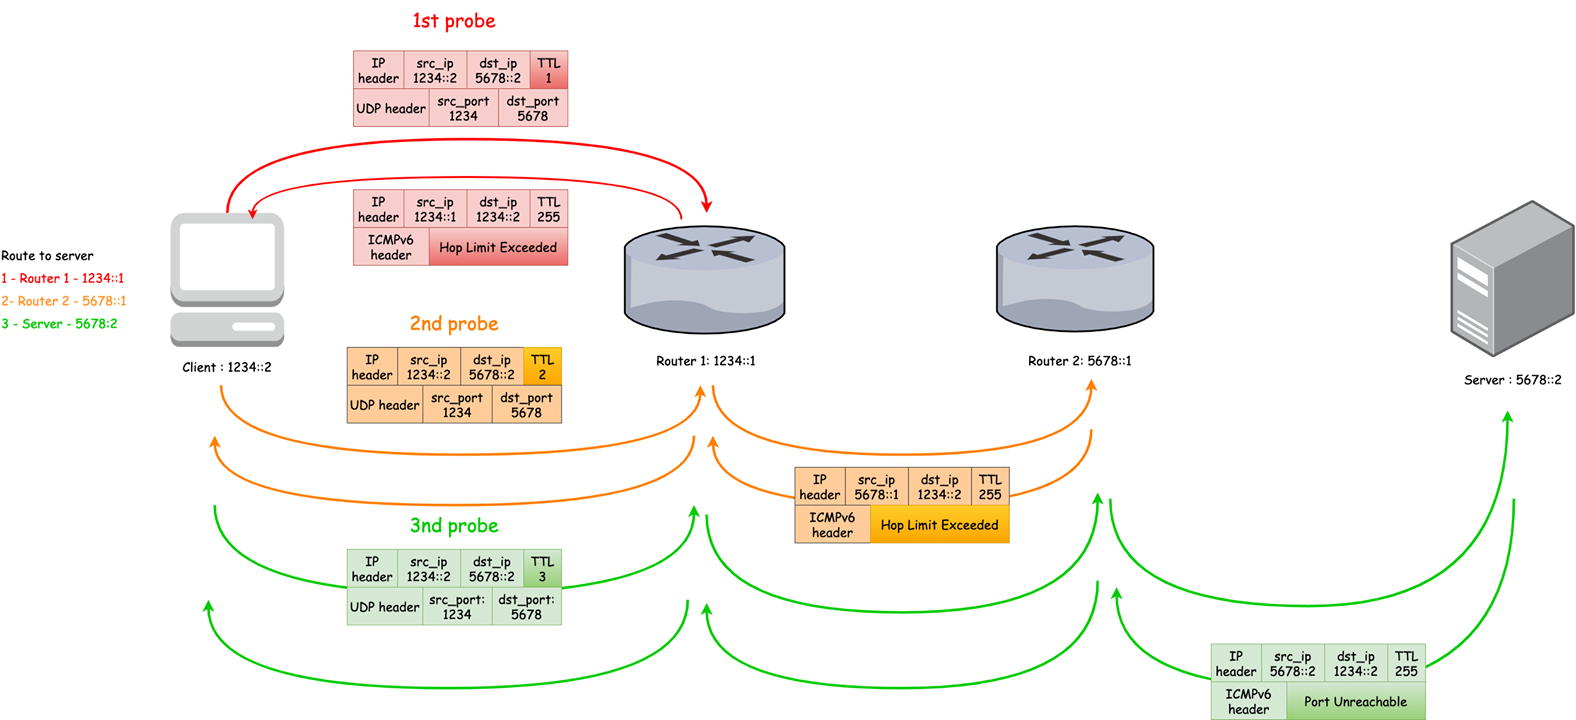 1st probe
IP header
src_ip 1234::2
dst_ip 5678::2
TTL 1
UDP header
src_port 1234
dst_port 5678
IP header
src_ip 1234::1
dst_ip 1234::2
TTL 255
ICMPv6 header
Hop Limit Exceeded
Route to server
1 - Router 1 - 1234::1
2- Router 2 - 5678::1
3 - Server - 5678:2
Client : 1234::2
Router 1: 1234::1
Router 2: 5678::1
Server : 5678::2
2nd probe
IP header
src_ip 1234::2
dst_ip 5678::2
TTL 2
UDP header
src_port 1234
dst_port 5678
IP header
src_ip 5678::1
dst_ip 1234::2
TTL 255
ICMPv6 header
Hop Limit Exceeded
3nd probe
IP header
src_ip 1234::2
dst_ip 5678::2
TTL 3
UDP header
src_port: 1234
dst_port: 5678
IP header
src_ip 5678::2
dst_ip 1234::2
TTL 255
ICMPv6 header
Port Unreachable